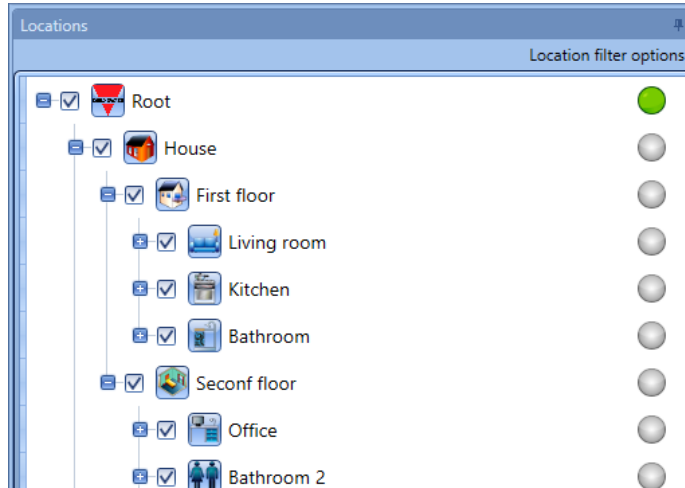 Locations
Location filter options
Root
House
First floor
Living room
Kitchen
Bathroom
Seconf floor
Office
Bathroom 2